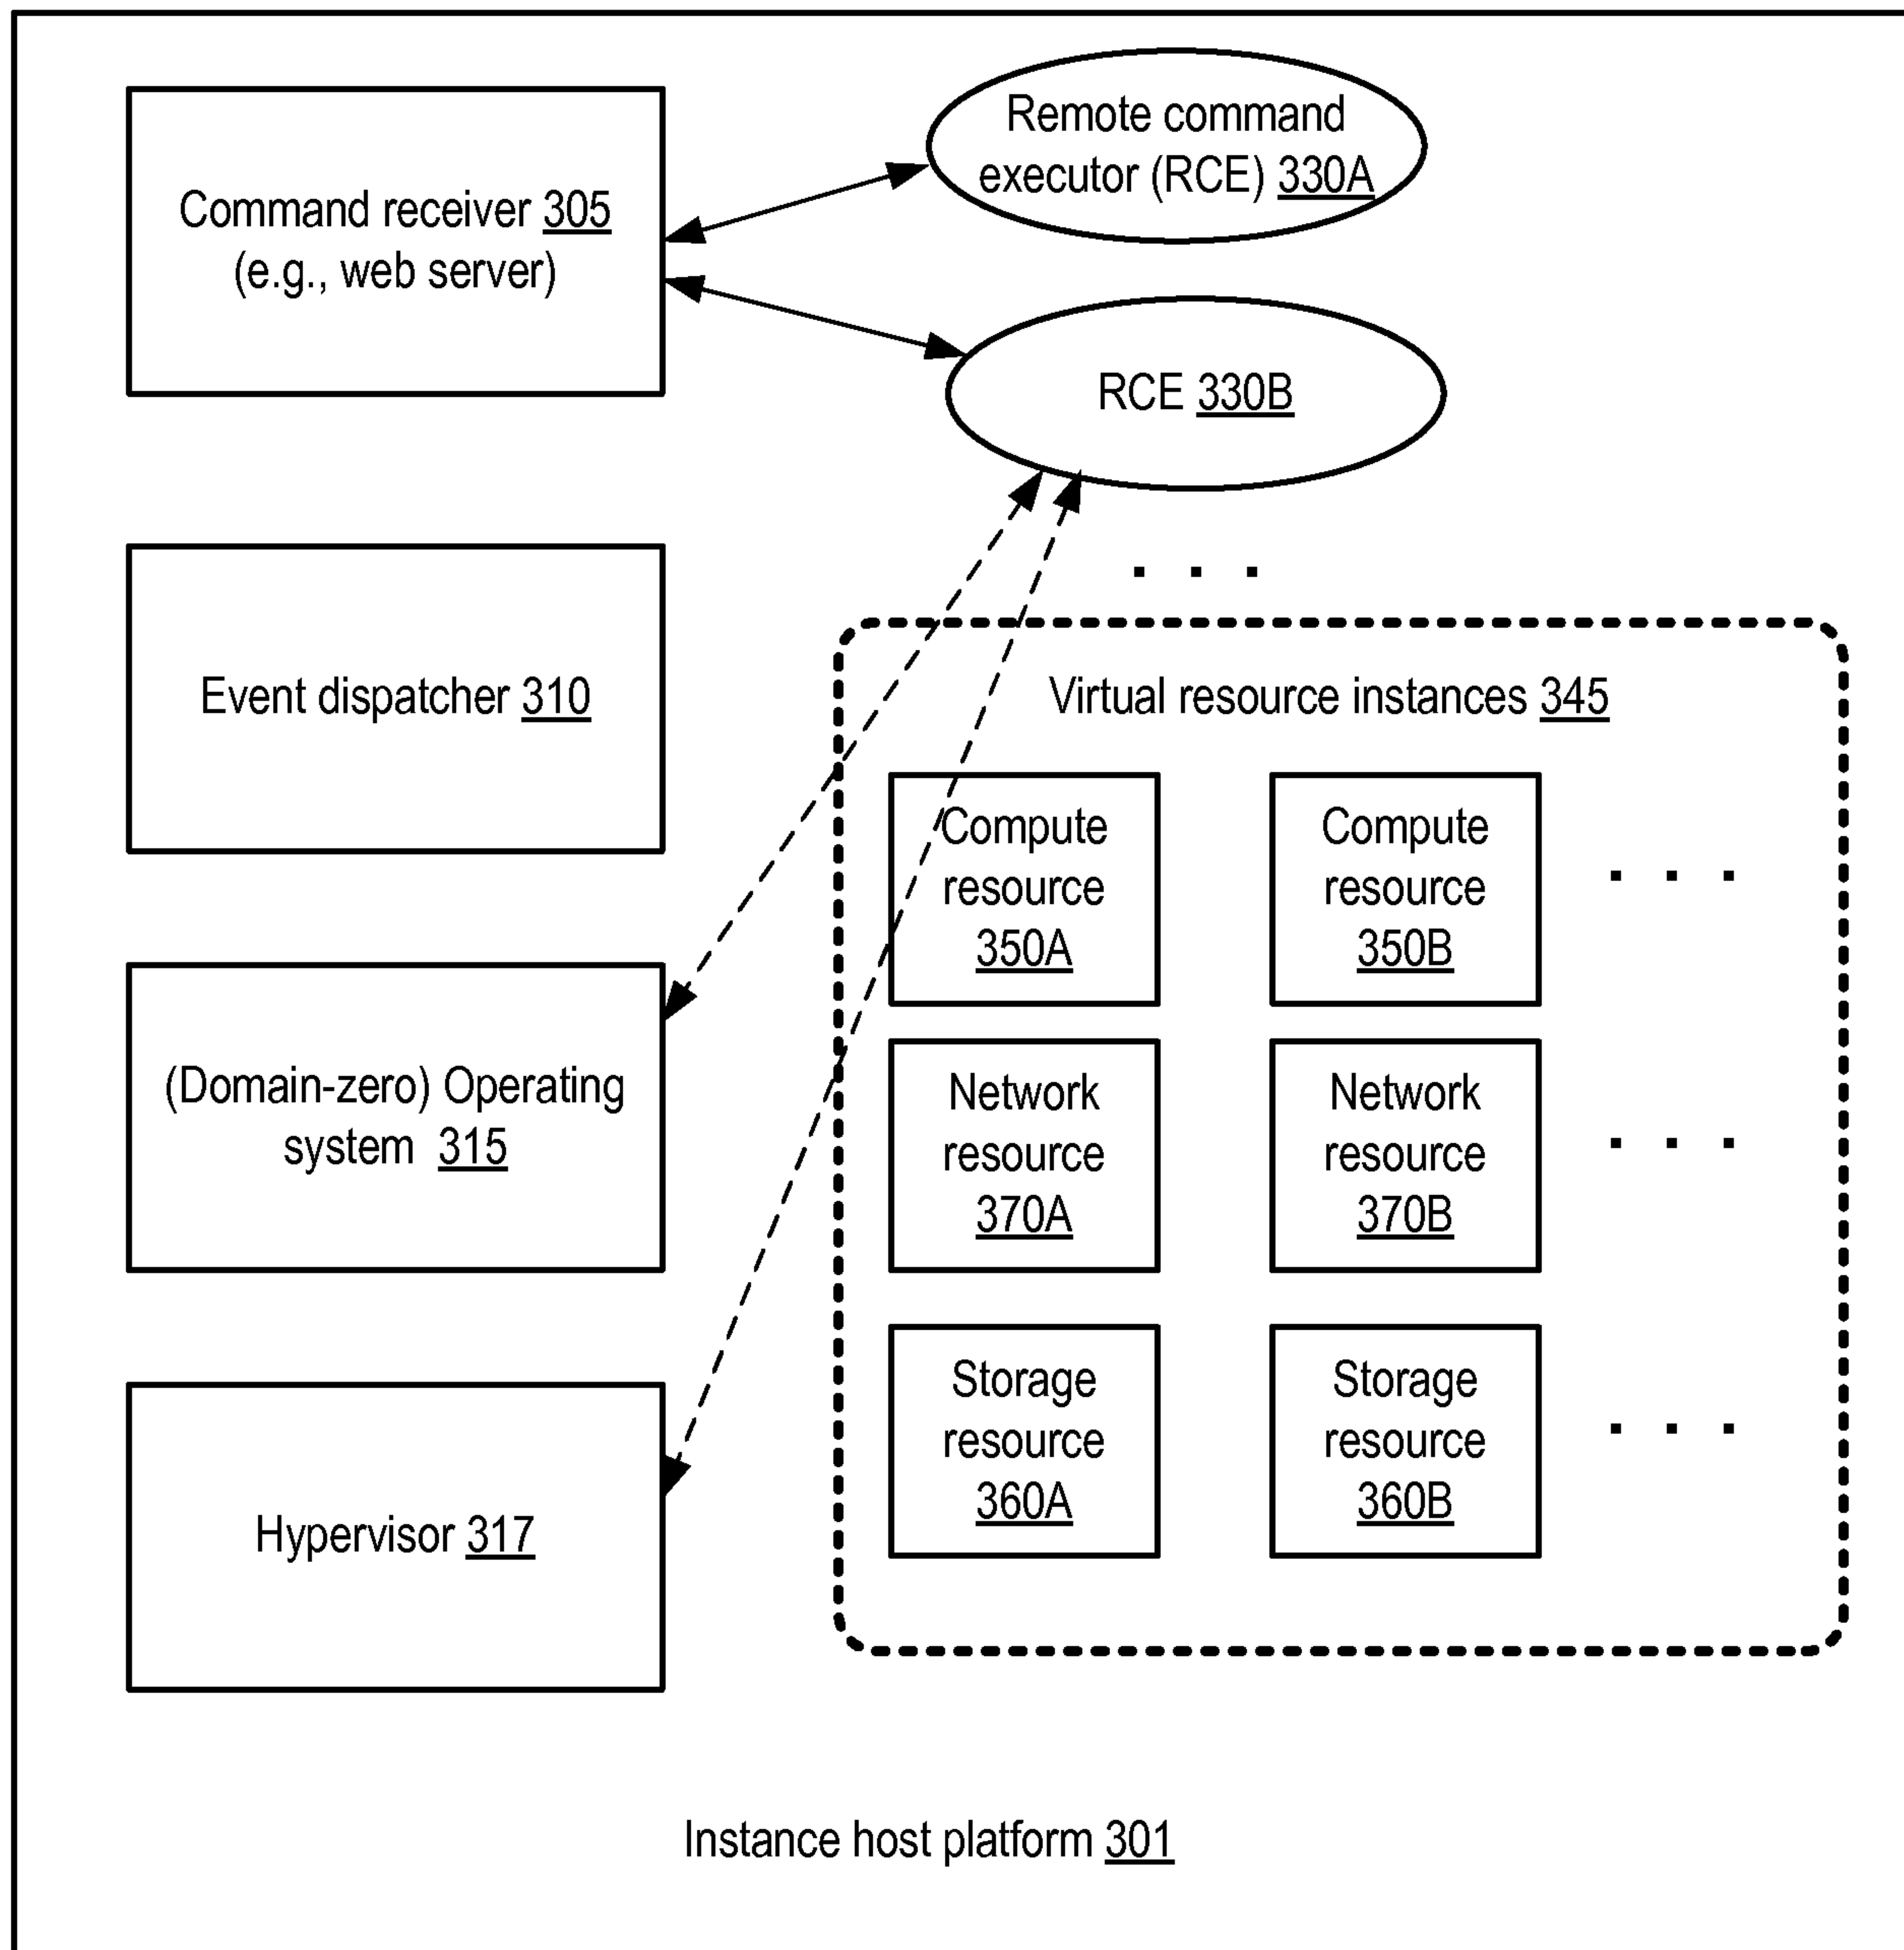 Remote command
executor (RCE) 330A
Command receiver 305
(e.g., web server)
RCE 330B
. . .
Event dispatcher 310
Virtual resource instances 345
Compute
resource
350A
Compute
resource
350B
. . .
(Domain-zero) Operating
system 315
Network
resource
370A
Network
resource
370B
. . .
Hypervisor 317
Storage
resource
360A
Storage
resource
360B
. . .
Instance host platform 301